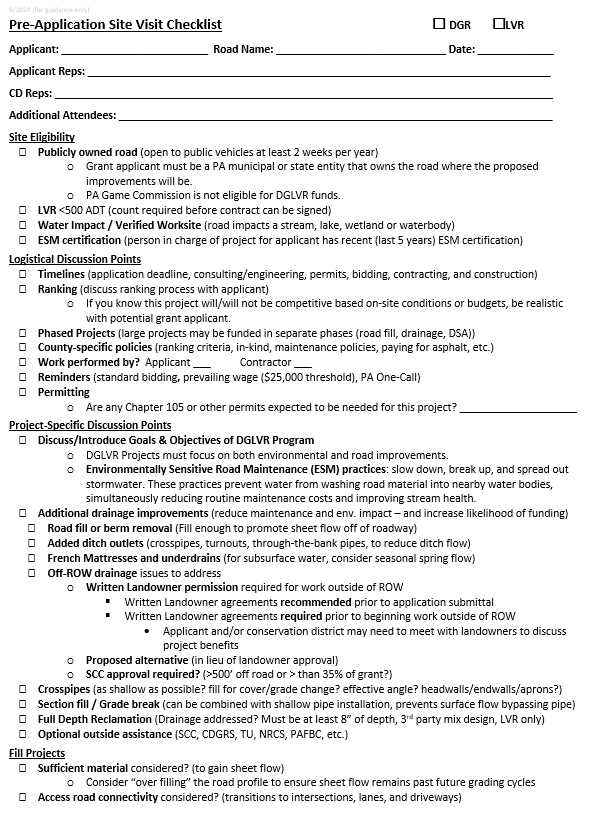 9/2024 (for guidance only)
Pre-Application Site Visit Checklist ☐ DGR ☐LVR
Applicant: ______________________________ Road Name: ___________________________________ Date: ________________
Applicant Reps: ______________________________________________________________
CD Reps: ______________________________________________________________
Additional Attendees: ______________________________________________________________
Site Eligibility
☐ Publicly owned road (open to public vehicles at least 2 weeks per year)
o Grant applicant must be a PA municipal or state entity that owns the road where the proposed
improvements will be.
o PA Game Commission is not eligible for DGLVR funds.
☐ LVR <500 ADT (count required before contract can be signed)
☐ Water Impact / Verified Worksite (road impacts a stream, lake, wetland or waterbody)
☐ ESM certification (person in charge of project for applicant has recent (last 5 years) ESM certification)
Logistical Discussion Points
☐ Timelines (application deadline, consulting/engineering, permits, bidding, contracting, and construction)
☐ Ranking (discuss ranking process with applicant)
o If you know this project will/will not be competitive based on-site conditions or budgets, be realistic
with potential grant applicant.
☐ Phased Projects (large projects may be funded in separate phases (road fill, drainage, DSA))
☐ County-specific policies (ranking criteria, in-kind, maintenance policies, paying for asphalt, etc.)
☐ Work performed by? Applicant ___ Contractor ___
☐ Reminders (standard bidding, prevailing wage ($25,000 threshold), PA One-Call)
☐ Permitting
o Are any Chapter 105 or other permits expected to be needed for this project? ____________________
Project-Specific Discussion Points
☐ Discuss/Introduce Goals & Objectives of DGLVR Program
o DGLVR Projects must focus on both environmental and road improvements.
o Environmentally Sensitive Road Maintenance (ESM) practices: slow down, break up, and spread out
stormwater. These practices prevent water from washing road material into nearby water bodies,
simultaneously reducing routine maintenance costs and improving stream health.
☐ Additional drainage improvements (reduce maintenance and env. impact – and increase likelihood of funding)
☐ Road fill or berm removal (Fill enough to promote sheet flow off of roadway)
☐ Added ditch outlets (crosspipes, turnouts, through-the-bank pipes, to reduce ditch flow)
☐ French Mattresses and underdrains (for subsurface water, consider seasonal spring flow)
☐ Off-ROW drainage issues to address
o Written Landowner permission required for work outside of ROW
▪ Written Landowner agreements recommended prior to application submittal
▪ Written Landowner agreements required prior to beginning work outside of ROW
• Applicant and/or conservation district may need to meet with landowners to discuss
project benefits
o Proposed alternative (in lieu of landowner approval)
o SCC approval required? (>500’ off road or > than 35% of grant?)
☐ Crosspipes (as shallow as possible? fill for cover/grade change? effective angle? headwalls/endwalls/aprons?)
☐ Section fill / Grade break (can be combined with shallow pipe installation, prevents surface flow bypassing pipe)
☐ Full Depth Reclamation (Drainage addressed? Must be at least 8” of depth, 3rd party mix design, LVR only)
☐ Optional outside assistance (SCC, CDGRS, TU, NRCS, PAFBC, etc.)
Fill Projects
☐ Sufficient material considered? (to gain sheet flow)
o Consider “over filling” the road profile to ensure sheet flow remains past future grading cycles
☐ Access road connectivity considered? (transitions to intersections, lanes, and driveways)